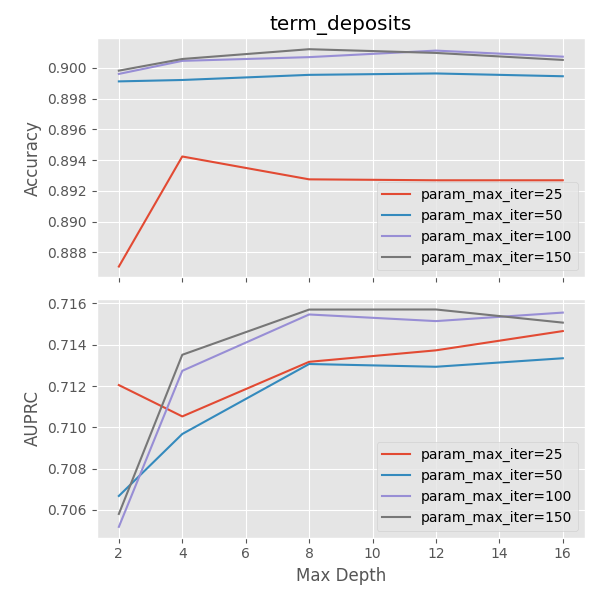 term_deposits
0.900
0.898
0.896
0.894
0.892
0.890
0.888
Accuracy
param_max_iter=25
param_max_iter=50
param_max_iter=100
param_max_iter=150
0.716
0.714
0.712
0.710
0.708
0.706
AUPRC
param_max_iter=25
param_max_iter=50
param_max_iter=100
param_max_iter=150
2 4 6 8 10 12 14 16
Max Depth